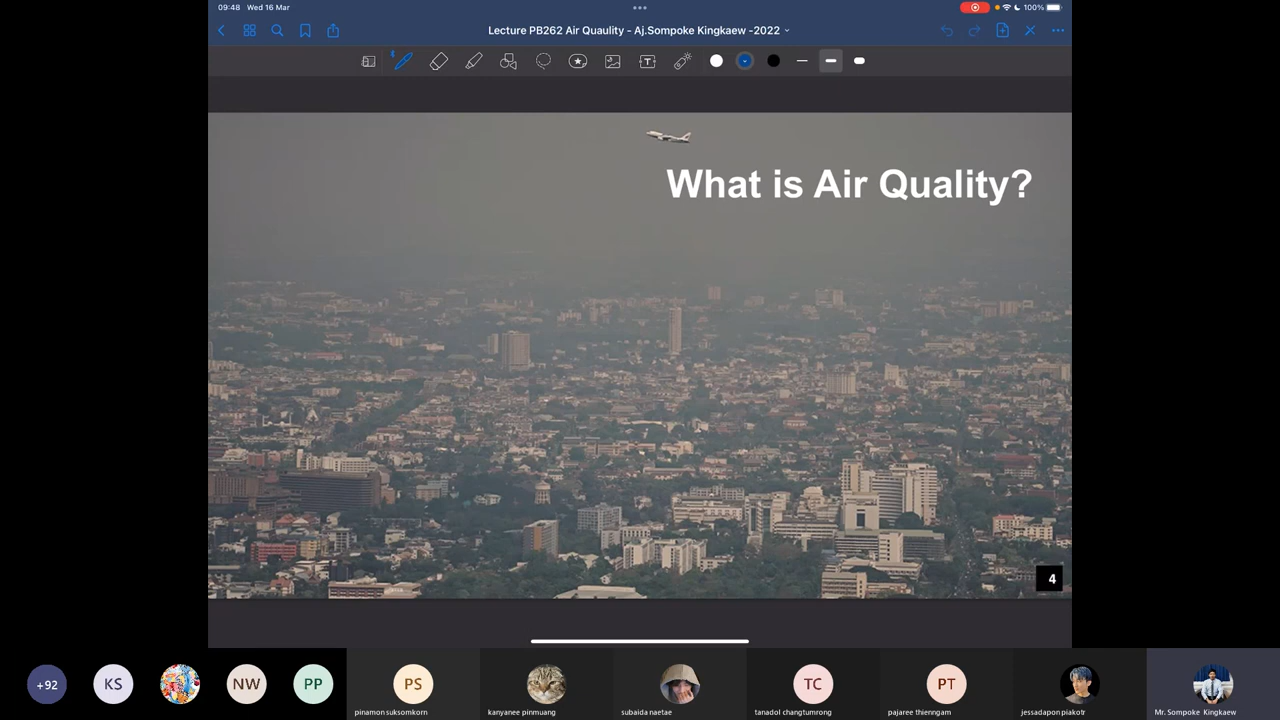 09:48 Wed 16 Mar
100%
Lecture PB262 Air Quaulity - Aj.Sompoke Kingkaew -2022
What is Air Quality?
4
+92
KS
NW
PP
PS
TC
PT
pinamon suksomkorn
kanyanee pinmuang
subaida naetae
tanadol changtumrong
pajaree thienngam
jessadapon piakotr
Mr. Sompoke Kingkaew